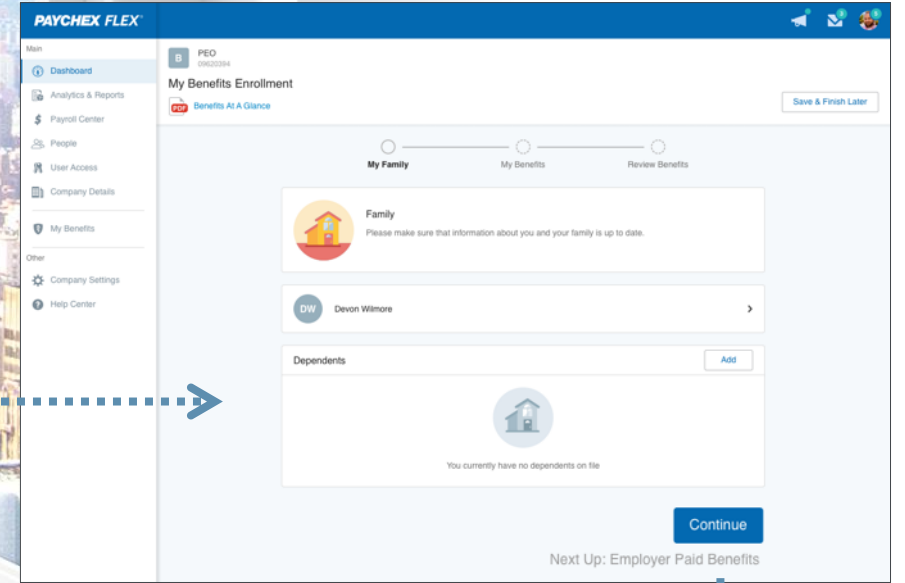 PAYCHEX FLEX®
3
5
Main
Dashboard
Analytics & Reports
Payroll Center
People
User Access
Company Details
My Benefits
Other
Company Settings
Help Center
B
PEO
00620394
My Benefits Enrollment
PDF
Benefits At A Glance
Save & Finish Later
My Family
My Benefits
Review Benefits
Family
Please make sure that information about you and your family is up to date.
DW
Devon Wilmore
Dependents
Add
You currently have no dependents on file
Continue
Next Up: Employer Paid Benefits